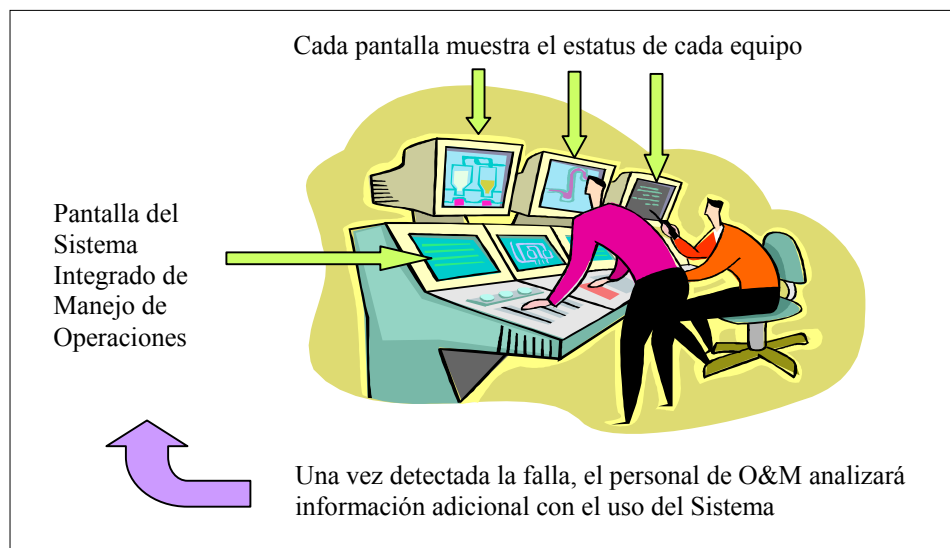 Cada pantalla muestra el estatus de cada equipo
Pantalla del
Sistema
Integrado de
Manejo de
Operaciones
Una vez detectada la falla, el personal de O&M analizará
información adicional con el uso del Sistema